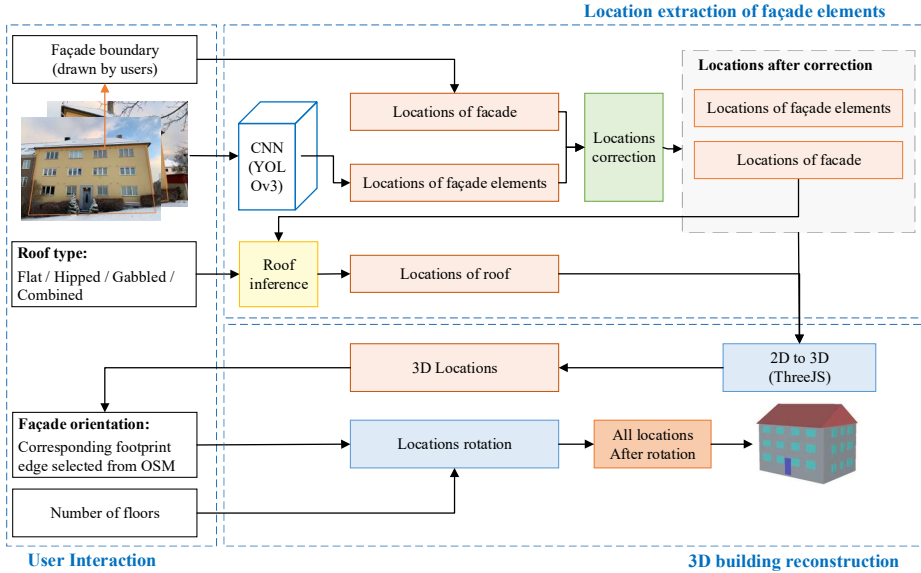 Location extraction of façade elements
Façade boundary
(drawn by users)
Locations after correction
Locations of façade elements
Locations of facade
CNN
(YOL
Ov3)
Locations of facade
Locations of façade elements
Locations
correction
Roof type:
Flat / Hipped / Gabbled /
Combined
Roof
inference
Locations of roof
3D Locations
2D to 3D
(ThreeJS)
Façade orientation:
Corresponding footprint
edge selected from OSM
Locations rotation
All locations
After rotation
Number of floors
User Interaction
3D building reconstruction